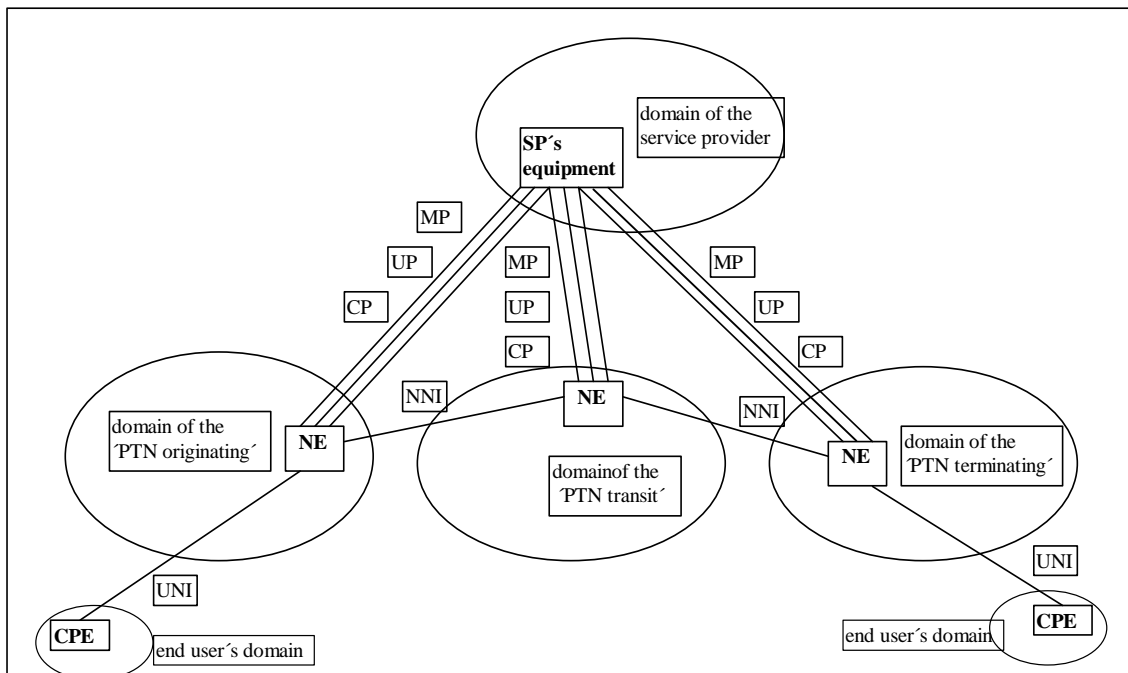 domain of the
service provider
SP´s
equipment
MP
UP
CP
MP
UP
CP
MP
UP
CP
NNI
NE
NNI
domain of the
´PTN originating´
NE
domainof the
´PTN transit´
NE
domain of the
´PTN terminating´
UNI
CPE
end user´s domain
UNI
CPE
end user´s domain